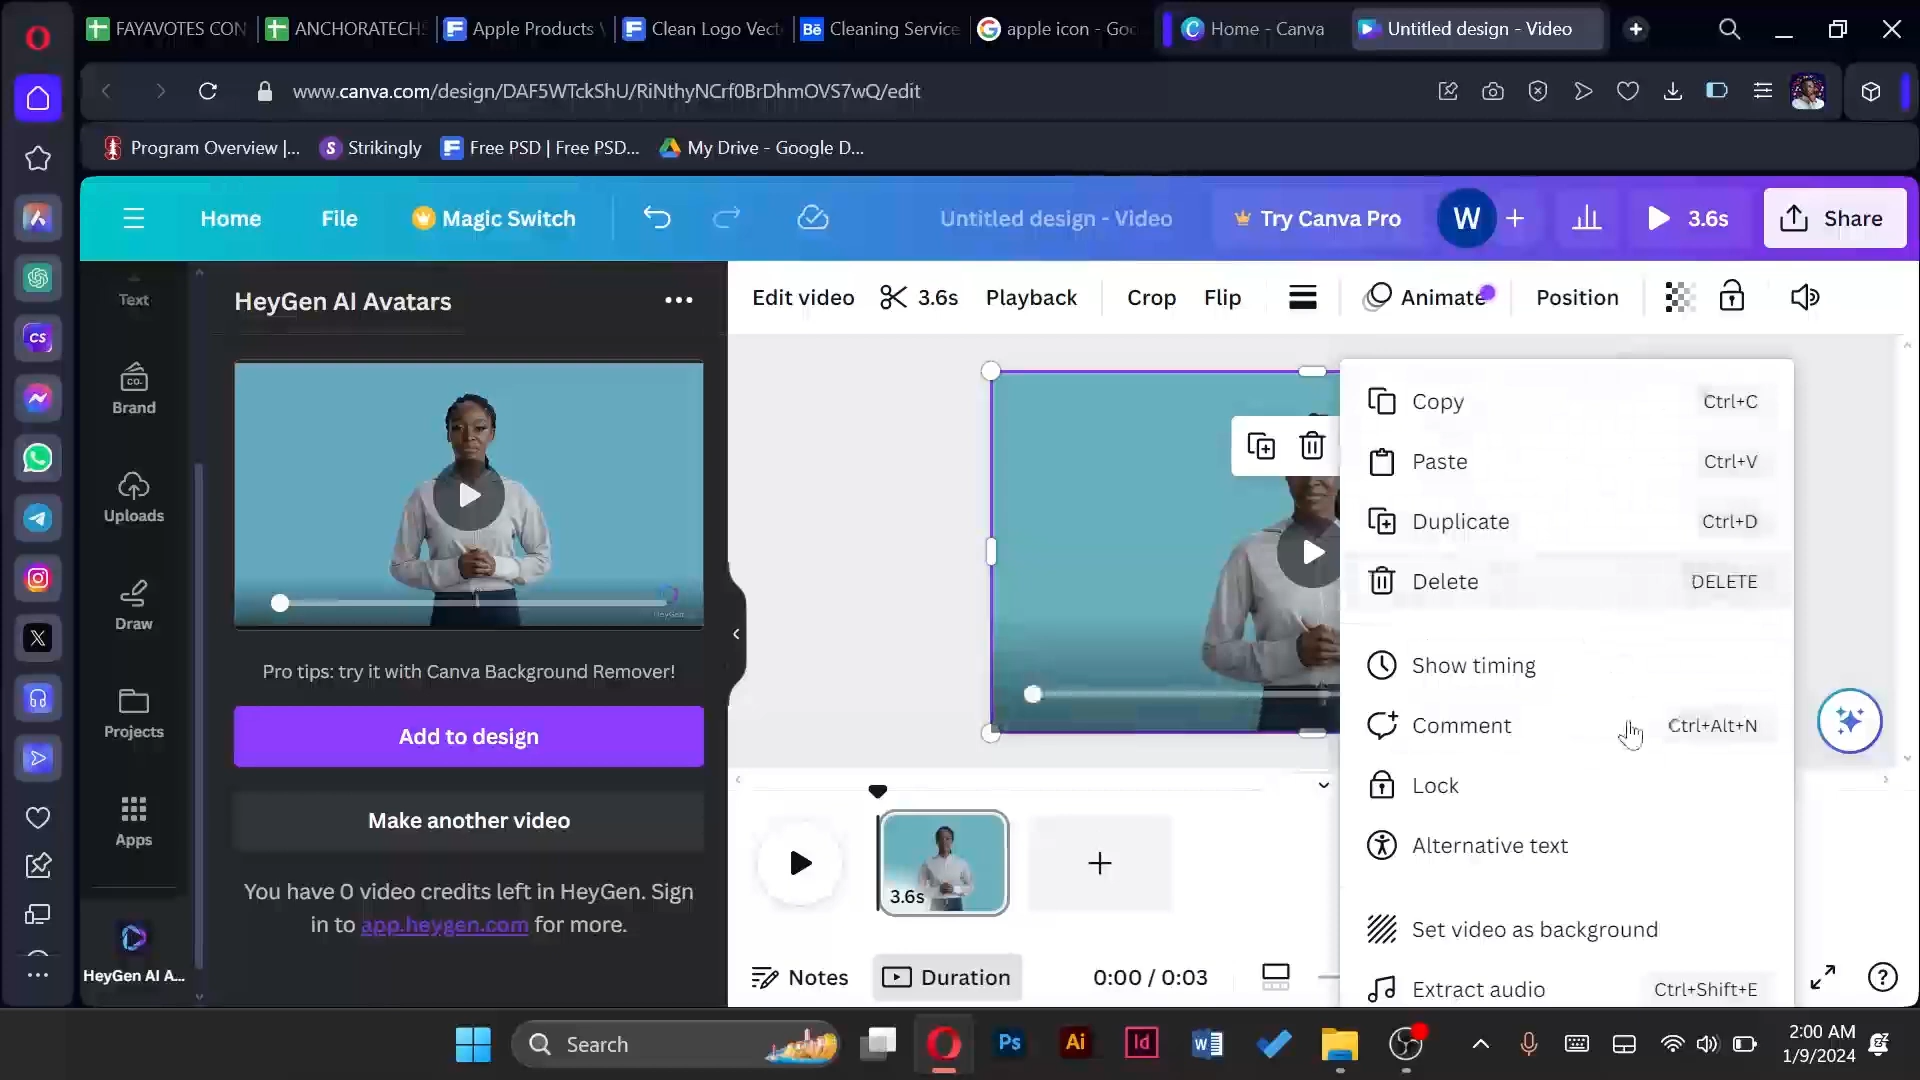 FAYAVOTES CON
ANCHORATECH
Apple Products
Clean Logo Vect
Cleaning Service
apple icon - Goo
Home - Canva
Untitled design - Video
www.canva.com/design/DAF5WTckShU/RiNthyNCrf0BrDhmOVS7wQ/edit
Program Overview |...
Strikingly
Free PSD | Free PSD...
My Drive - Google D...
Home
File
Magic Switch
Untitled design - Video
Try Canva Pro
W
3.6s
Share
Text
Brand
Uploads
Draw
Projects
Apps
HeyGen AI A...
HeyGen AI Avatars
Pro tips: try it with Canva Background Remover!
Add to design
Make another video
You have 0 video credits left in HeyGen. Sign
in to app.heygen.com for more.
Edit video
3.6s
Playback
Crop
Flip
Animate
Position
Copy Ctrl+C
Paste Ctrl+V
Duplicate Ctrl+D
Delete DELETE
Show timing
Comment Ctrl+Alt+N
Lock
Alternative text
Set video as background
Extract audio Ctrl+Shift+E
3.6s
Notes
Duration
0:00 / 0:03
Search
Ps
Ai
Id
2:00 AM
1/9/2024